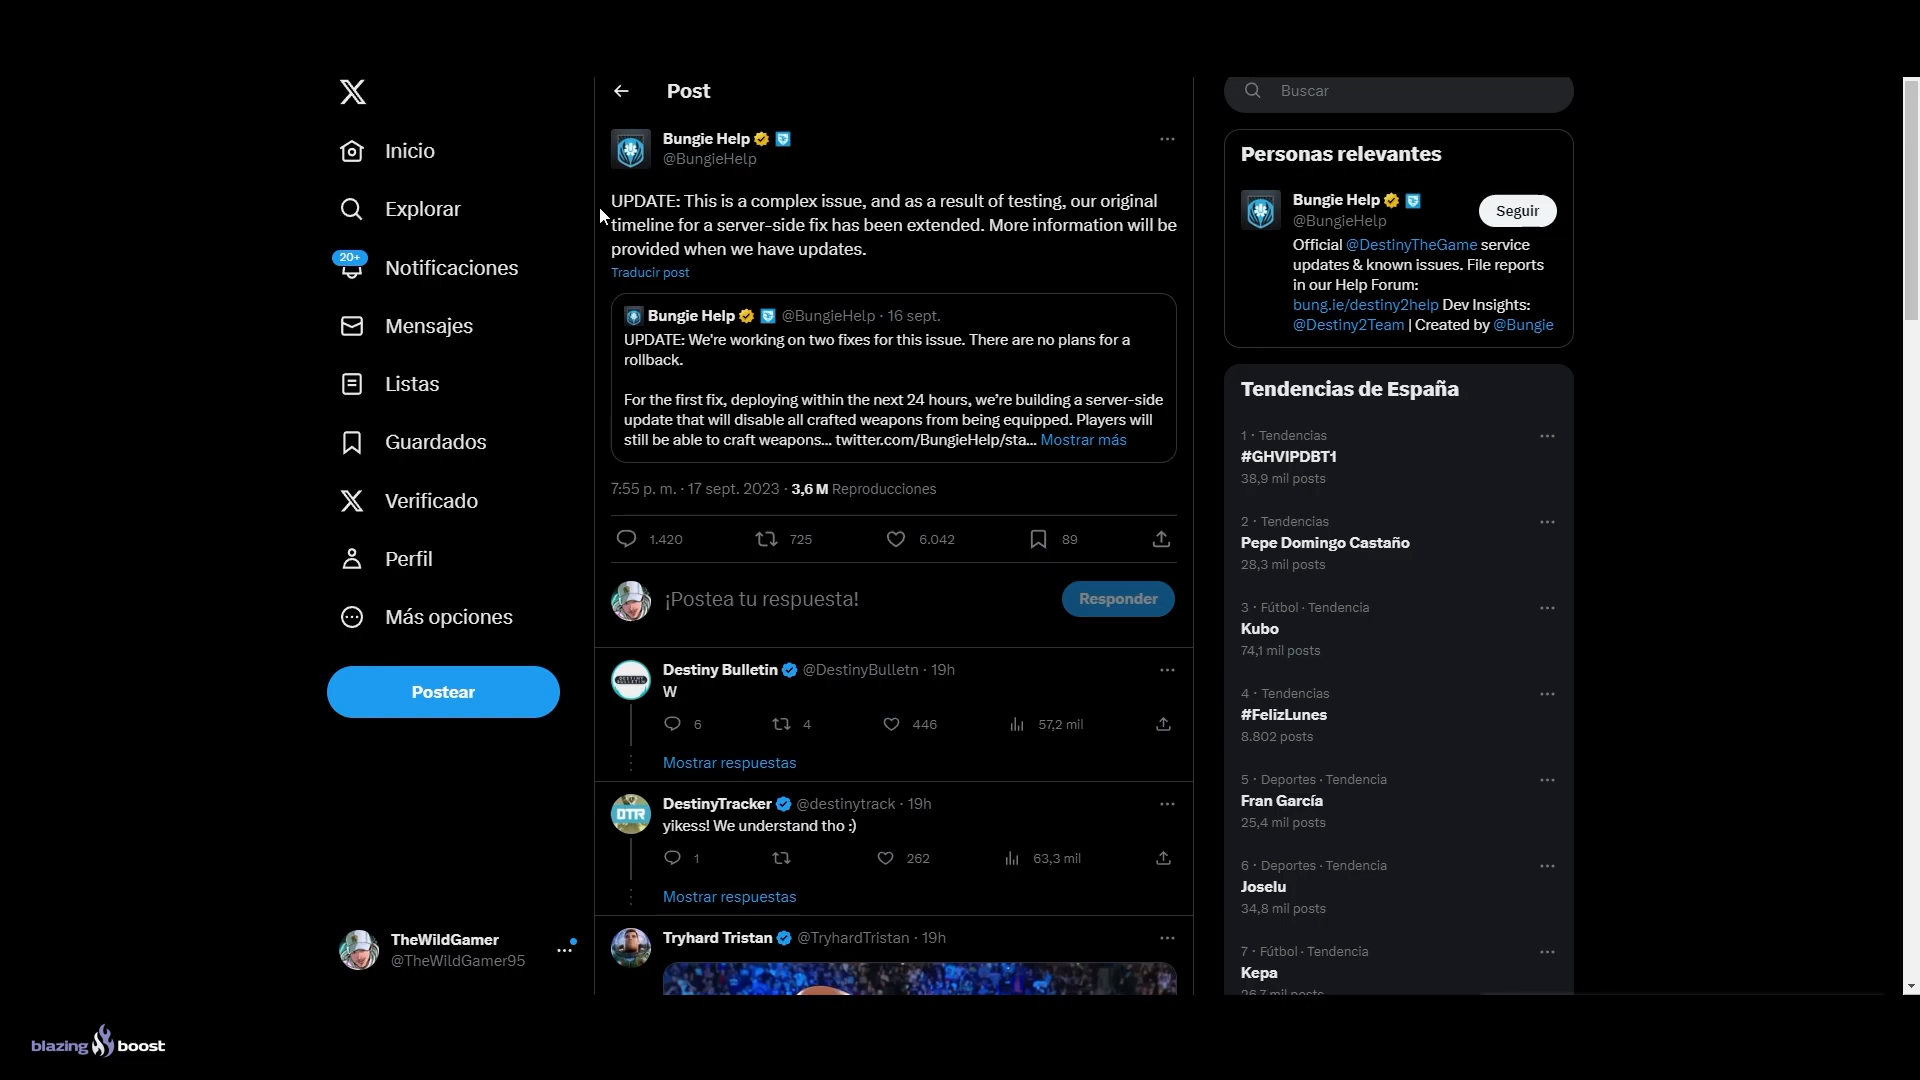 Inicio
Explorar
20+
Notificaciones
Mensajes
Listas
Guardados
Verificado
Perfil
Más opciones
Postear
TheWildGamer
@TheWildGamer95
Post
Bungie Help
@BungieHelp
UPDATE: This is a complex issue, and as a result of testing, our original
timeline for a server-side fix has been extended. More information will be
provided when we have updates.
Traducir post
Bungie Help @BungieHelp · 16 sept.
UPDATE: We're working on two fixes for this issue. There are no plans for a
rollback.
For the first fix, deploying within the next 24 hours, we're building a server-side
update that will disable all crafted weapons from being equipped. Players will
still be able to craft weapons... twitter.com/BungieHelp/sta... Mostrar más
7:55 p. m. · 17 sept. 2023 · 3,6 M Reproducciones
1.420 725 6.042 89
¡Postea tu respuesta!
Responder
Destiny Bulletin @DestinyBulletn · 19h
W
6 4 446 57,2 mil
Mostrar respuestas
DTR
DestinyTracker @destinytrack · 19h
yikess! We understand tho :)
1 262 63,3 mil
Mostrar respuestas
Tryhard Tristan @TryhardTristan · 19h
Buscar
Personas relevantes
Bungie Help
@BungieHelp
Seguir
Official @DestinyTheGame service
updates & known issues. File reports
in our Help Forum:
bung.ie/destiny2help Dev Insights:
@Destiny2Team | Created by @Bungie
Tendencias de España
1 · Tendencias
#GHVIPDBT1
38,9 mil posts
2 · Tendencias
Pepe Domingo Castaño
28,3 mil posts
3 · Fútbol · Tendencia
Kubo
74,1 mil posts
4 · Tendencias
#FelizLunes
8.802 posts
5 · Deportes · Tendencia
Fran García
25,4 mil posts
6 · Deportes · Tendencia
Joselu
34,8 mil posts
7 · Fútbol · Tendencia
Kepa
26,7 mil posts
blazing boost